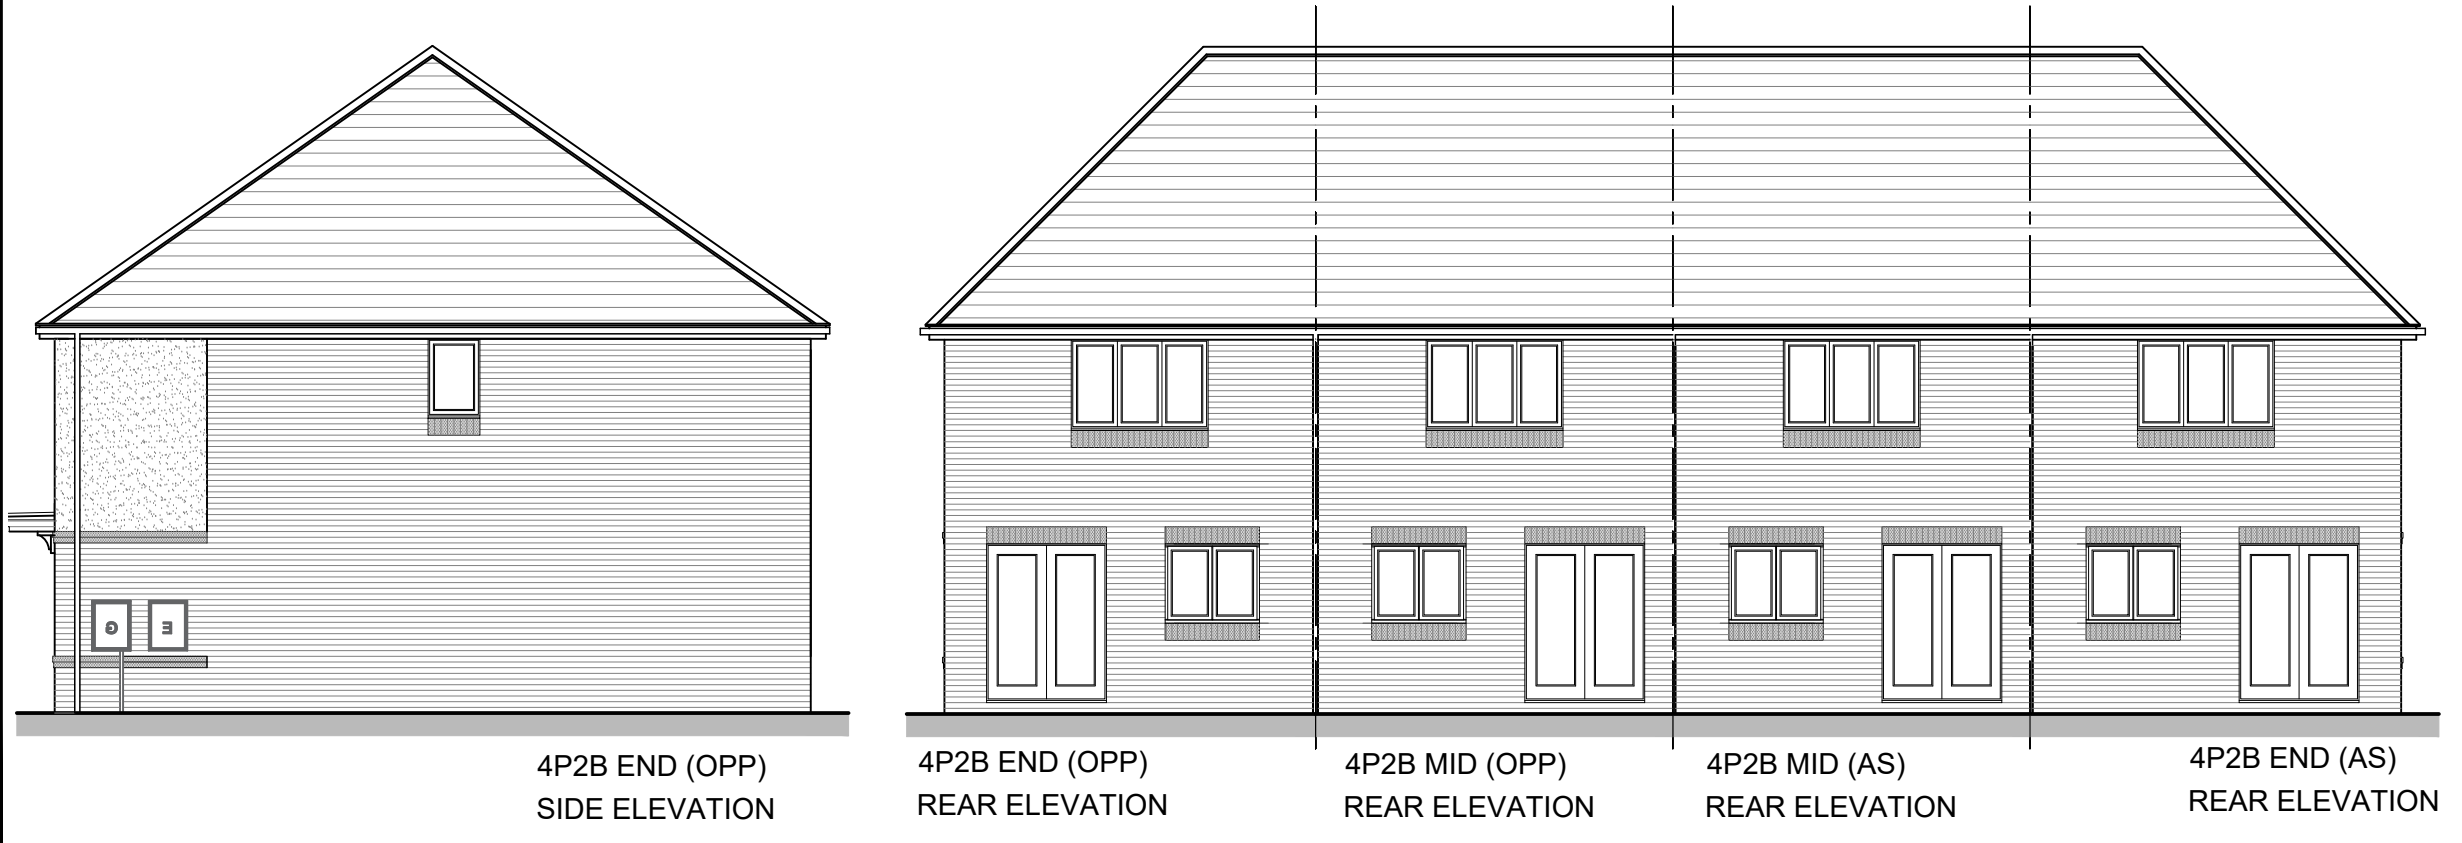 G E
4P2B END (OPP)
SIDE ELEVATION
4P2B END (OPP)
REAR ELEVATION
4P2B MID (OPP)
REAR ELEVATION
4P2B MID (AS)
REAR ELEVATION
4P2B END (AS)
REAR ELEVATION